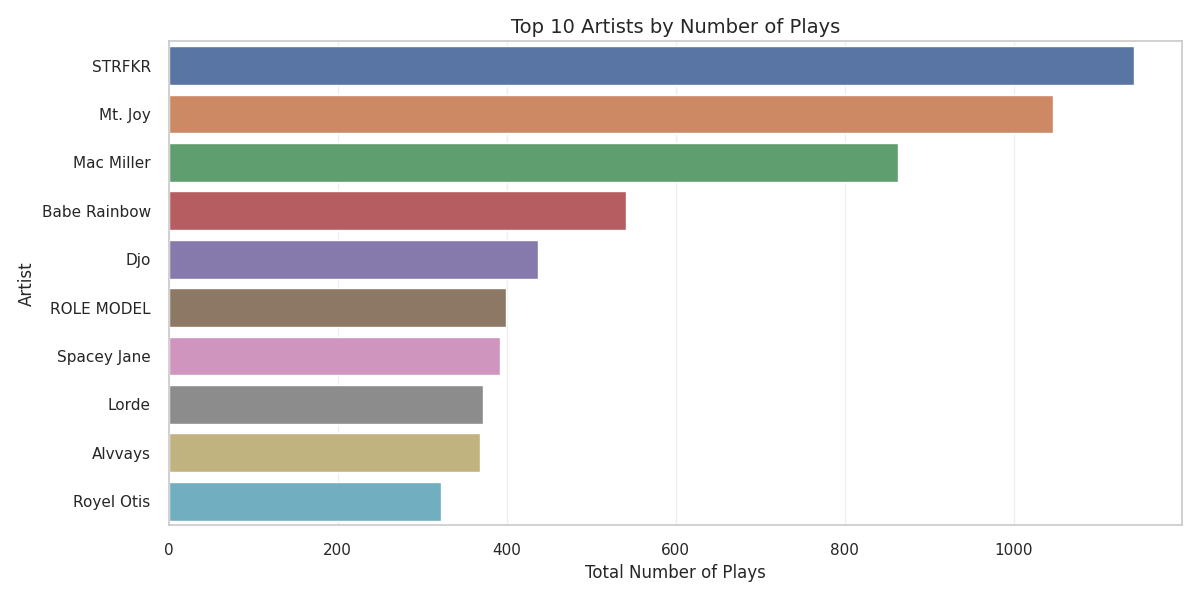 Top 10 Artists by Number of Plays
Artist
STRFKR
Mt. Joy
Mac Miller
Babe Rainbow
Djo
ROLE MODEL
Spacey Jane
Lorde
Alvvays
Royel Otis
0 200 400 600 800 1000
Total Number of Plays